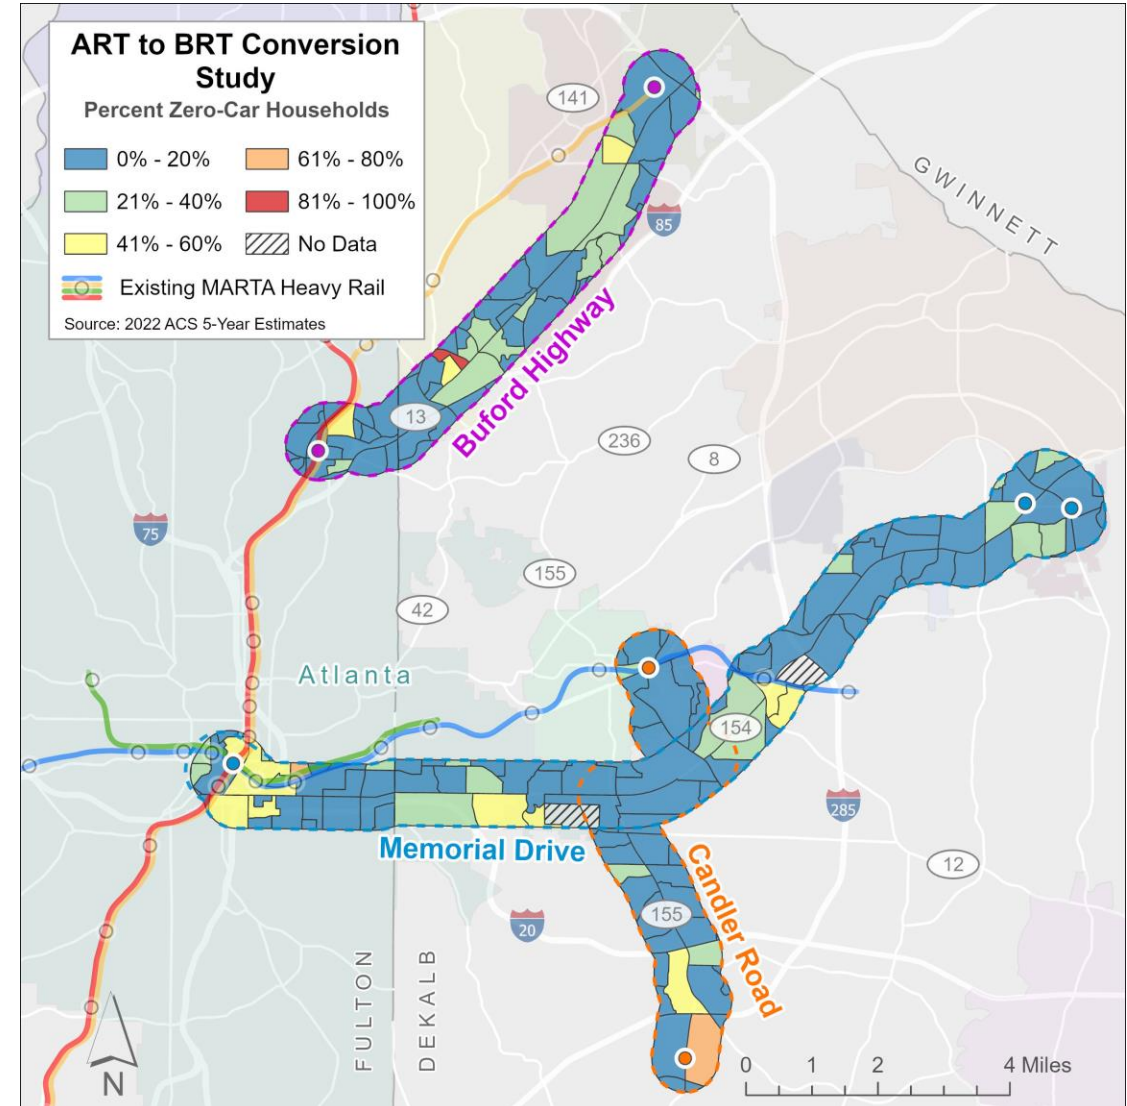 ART to BRT Conversion
Study
Percent Zero-Car Households
0% - 20%
61% - 80%
21% - 40%
81% - 100%
41% - 60%
No Data
Existing MARTA Heavy Rail
Source: 2022 ACS 5-Year Estimates
141
GWINNETT
85
Buford Highway
13
236
8
75
155
42
Atlanta
154
285
Memorial Drive
12
Candler Road
155
20
FULTON
DEKALB
N
0 1 2 4 Miles